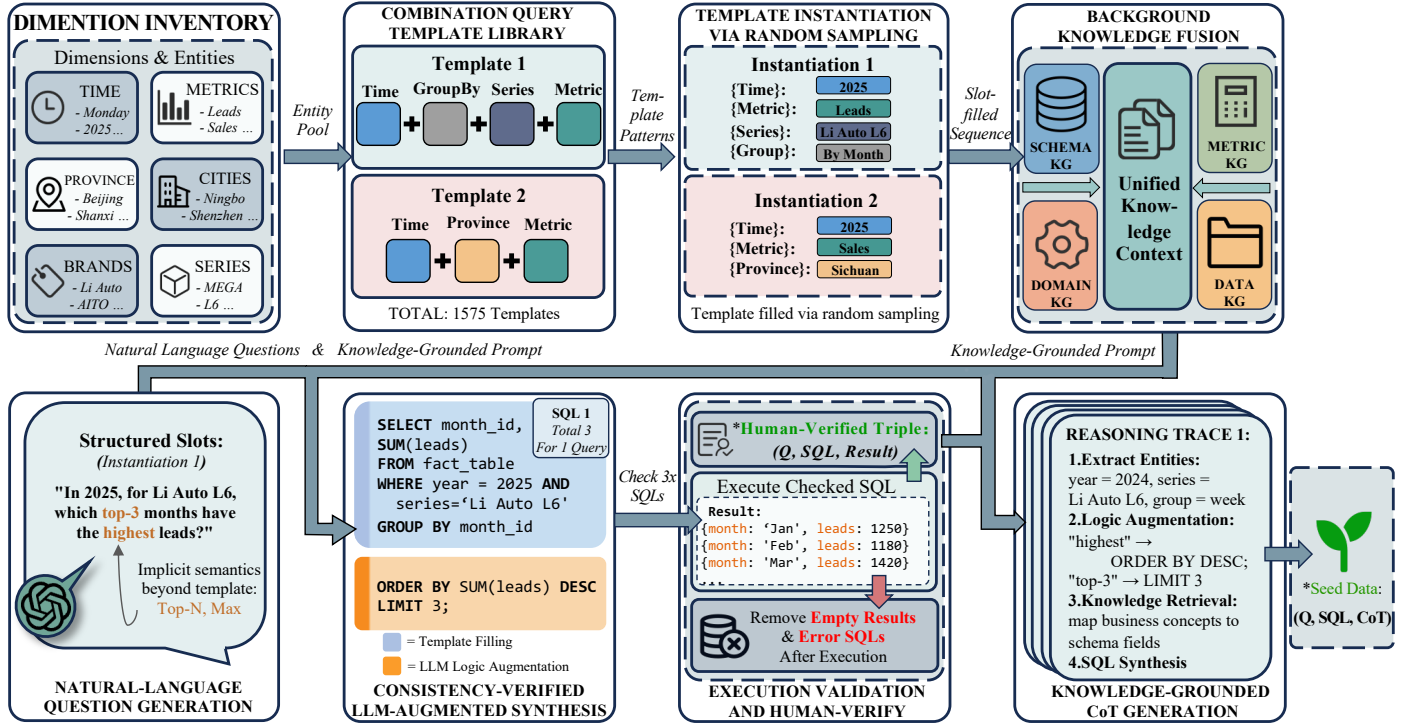 DIMENTION INVENTORY
Dimensions & Entities
TIME
- Monday
- 2025…
METRICS
- Leads
- Sales …
PROVINCE
- Beijing
- Shanxi …
CITIES
- Ningbo
- Shenzhen …
BRANDS
- Li Auto
- AITO …
SERIES
- MEGA
- L6 …
Entity
Pool
COMBINATION QUERY
TEMPLATE LIBRARY
Template 1
Time GroupBy Series Metric
+ + +
Template 2
Time Province Metric
+ +
TOTAL: 1575 Templates
Tem-
plate
Patterns
TEMPLATE INSTANTIATION
VIA RANDOM SAMPLING
Instantiation 1
{Time}: 2025
{Metric}: Leads
{Series}: Li Auto L6
{Group}: By Month
Instantiation 2
{Time}: 2025
{Metric}: Sales
{Province}: Sichuan
Template filled via random sampling
Slot-
filled
Sequence
BACKGROUND
KNOWLEDGE FUSION
SCHEMA
KG
METRIC
KG
Unified
Know-
ledge
Context
DOMAIN
KG
DATA
KG
Natural Language Questions & Knowledge-Grounded Prompt
Knowledge-Grounded Prompt
Structured Slots:
(Instantiation 1)
"In 2025, for Li Auto L6,
which top-3 months have
the highest leads?"
Implicit semantics
beyond template:
Top-N, Max
NATURAL-LANGUAGE
QUESTION GENERATION
SQL 1
Total 3
For 1 Query
SELECT month_id,
SUM(leads)
FROM fact_table
WHERE year = 2025 AND
series=‘Li Auto L6'
GROUP BY month_id
ORDER BY SUM(leads) DESC
LIMIT 3;
= Template Filling
= LLM Logic Augmentation
CONSISTENCY-VERIFIED
LLM-AUGMENTED SYNTHESIS
Check 3x
SQLs
*Human-Verified Triple:
(Q, SQL, Result)
Execute Checked SQL
Result:
{month: ‘Jan', leads: 1250}
{month: 'Feb', leads: 1180}
{month: 'Mar', leads: 1420}
...
Remove Empty Results
& Error SQLs
After Execution
EXECUTION VALIDATION
AND HUMAN-VERIFY
REASONING TRACE 1:
1.Extract Entities:
year = 2024, series =
Li Auto L6, group = week
2.Logic Augmentation:
"highest" →
ORDER BY DESC;
"top-3" → LIMIT 3
3.Knowledge Retrieval:
map business concepts to
schema fields
4.SQL Synthesis
KNOWLEDGE-GROUNDED
CoT GENERATION
*Seed Data:
(Q, SQL, CoT)